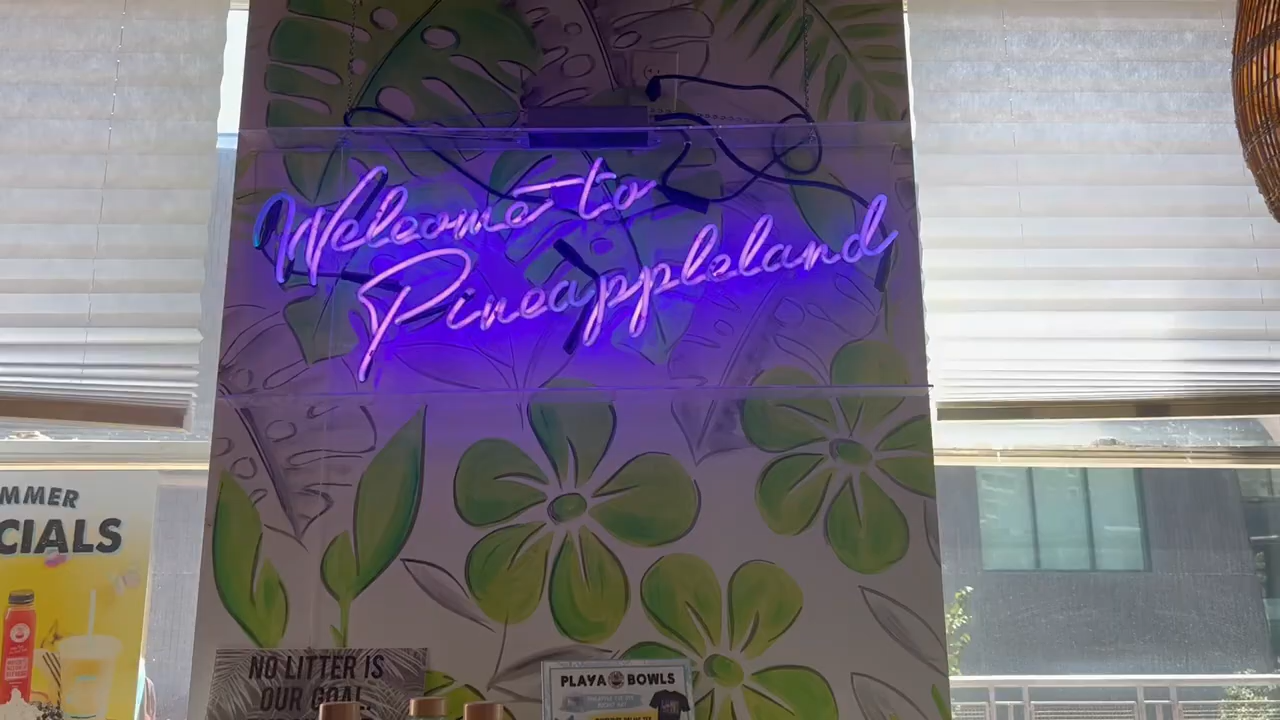 Welcome to
Pineappleland
MMER
CIALS
NO LITTER IS
OUR GOAL
PLAYA BOWLS